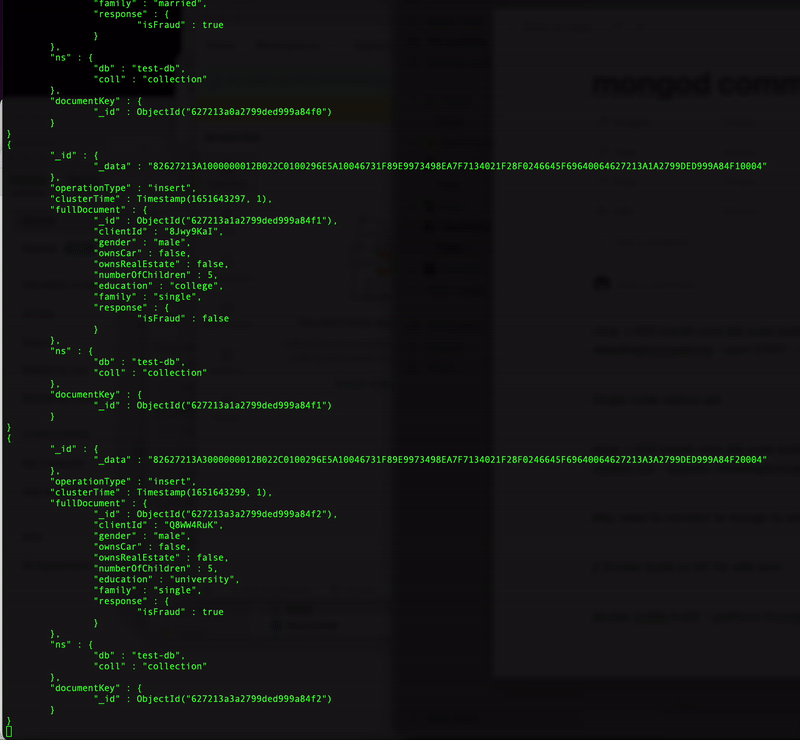 "family" : "married",
"response" : {
"isFraud" : true
}
},
"ns" : {
"db" : "test-db",
"coll" : "collection"
},
"documentKey" : {
"_id" : ObjectId("627213a0a2799ded999a84f0")
}
}
{
"_id" : {
"_data" : "82627213A1000000012B022C0100296E5A10046731F89E9973498EA7F7134021F2BF0246645F69640064627213A1A2799DED999A84F10004"
},
"operationType" : "insert",
"clusterTime" : Timestamp(1651643297, 1),
"fullDocument" : {
"_id" : ObjectId("627213a1a2799ded999a84f1"),
"clientId" : "8Jwy9KaI",
"gender" : "male",
"ownsCar" : false,
"ownsRealEstate" : false,
"numberOfChildren" : 5,
"education" : "college",
"family" : "single",
"response" : {
"isFraud" : false
}
},
"ns" : {
"db" : "test-db",
"coll" : "collection"
},
"documentKey" : {
"_id" : ObjectId("627213a1a2799ded999a84f1")
}
}
{
"_id" : {
"_data" : "82627213A3000000012B022C0100296E5A10046731F89E9973498EA7F7134021F2BF0246645F69640064627213A3A2799DED999A84F20004"
},
"operationType" : "insert",
"clusterTime" : Timestamp(1651643299, 1),
"fullDocument" : {
"_id" : ObjectId("627213a3a2799ded999a84f2"),
"clientId" : "Q8WW4RuK",
"gender" : "male",
"ownsCar" : false,
"ownsRealEstate" : false,
"numberOfChildren" : 5,
"education" : "university",
"family" : "single",
"response" : {
"isFraud" : true
}
},
"ns" : {
"db" : "test-db",
"coll" : "collection"
},
"documentKey" : {
"_id" : ObjectId("627213a3a2799ded999a84f2")
}
}
mongod comm